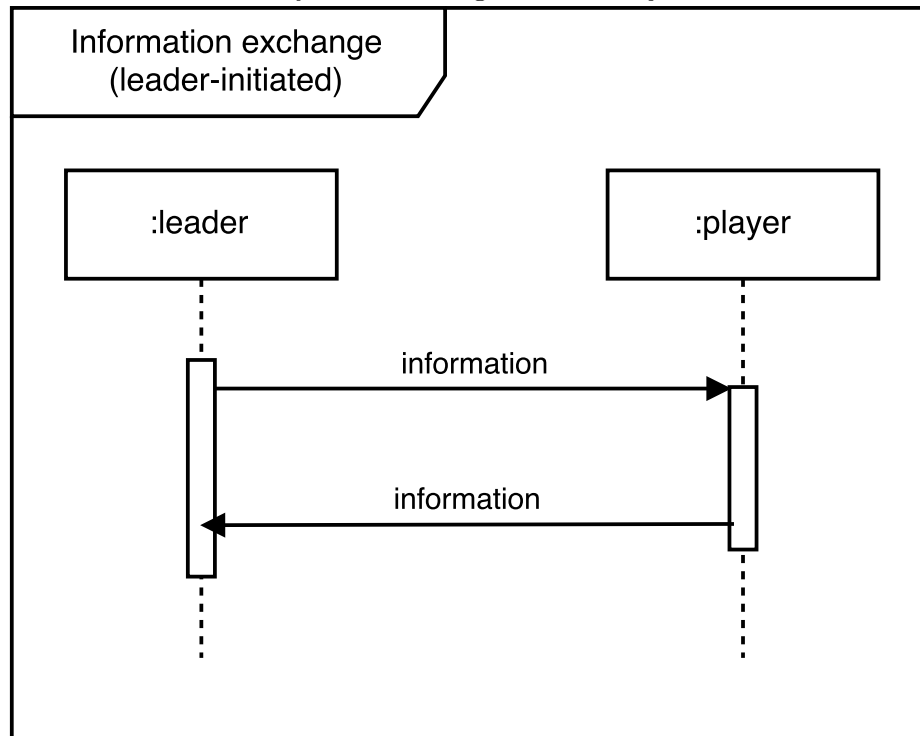 Information exchange
(leader-initiated)
:leader
:player
information
information